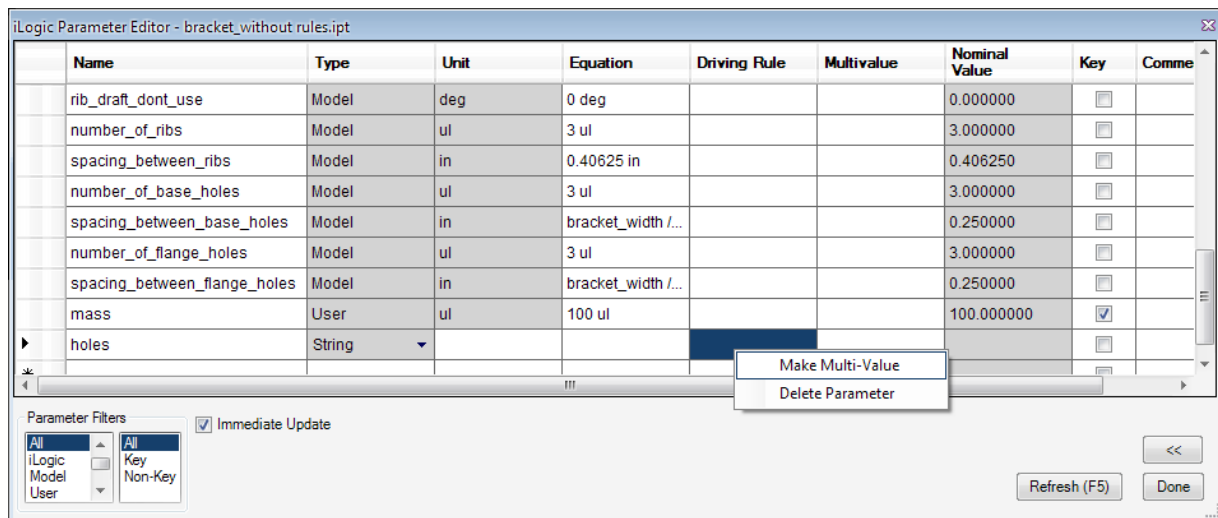 iLogic Parameter Editor - bracket_without rules.ipt
Name Type Unit Equation Driving Rule Multivalue Nominal Value Key Comme
rib_draft_dont_use Model deg 0 deg 0.000000
number_of_ribs Model ul 3 ul 3.000000
spacing_between_ribs Model in 0.40625 in 0.406250
number_of_base_holes Model ul 3 ul 3.000000
spacing_between_base_holes Model in bracket_width /... 0.250000
number_of_flange_holes Model ul 3 ul 3.000000
spacing_between_flange_holes Model in bracket_width /... 0.250000
mass User ul 100 ul 100.000000
holes String
Make Multi-Value
Delete Parameter
Parameter Filters
Immediate Update
All All
iLogic Key
Model Non-Key
User
<<
Refresh (F5) Done